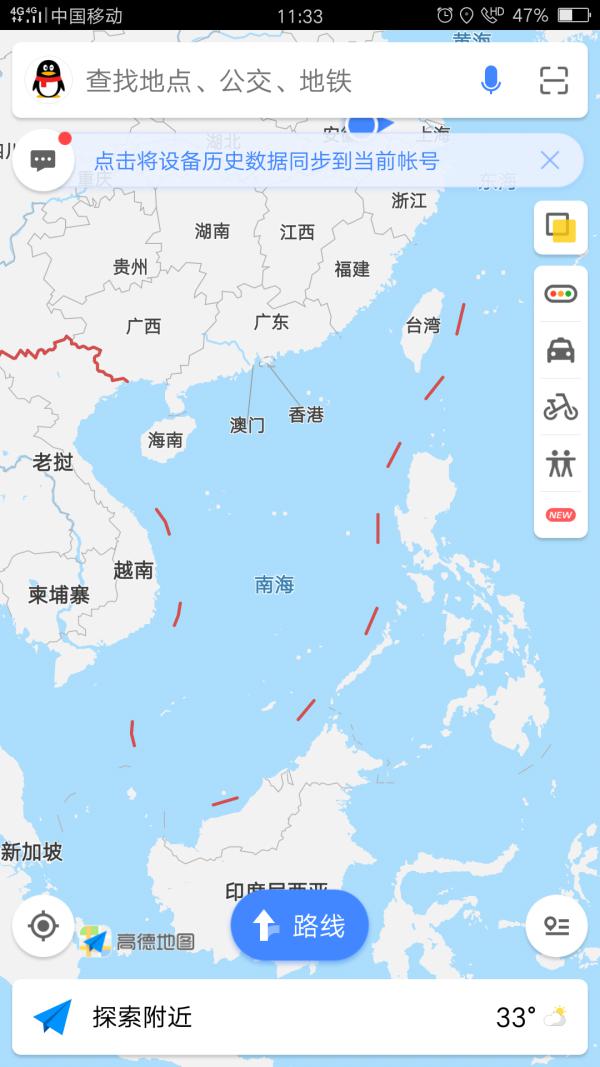 4G 4G 中国移动 11:33 HD 47%
黄海
查找地点、公交、地铁
安徽
上海
湖北
点击将设备历史数据同步到当前帐号
重庆
东海
浙江
湖南
江西
贵州
福建
广西
广东
台湾
澳门
香港
海南
老挝
NEW
越南
南海
柬埔寨
新加坡
印度尼西亚
路线
高德地图
探索附近
33°